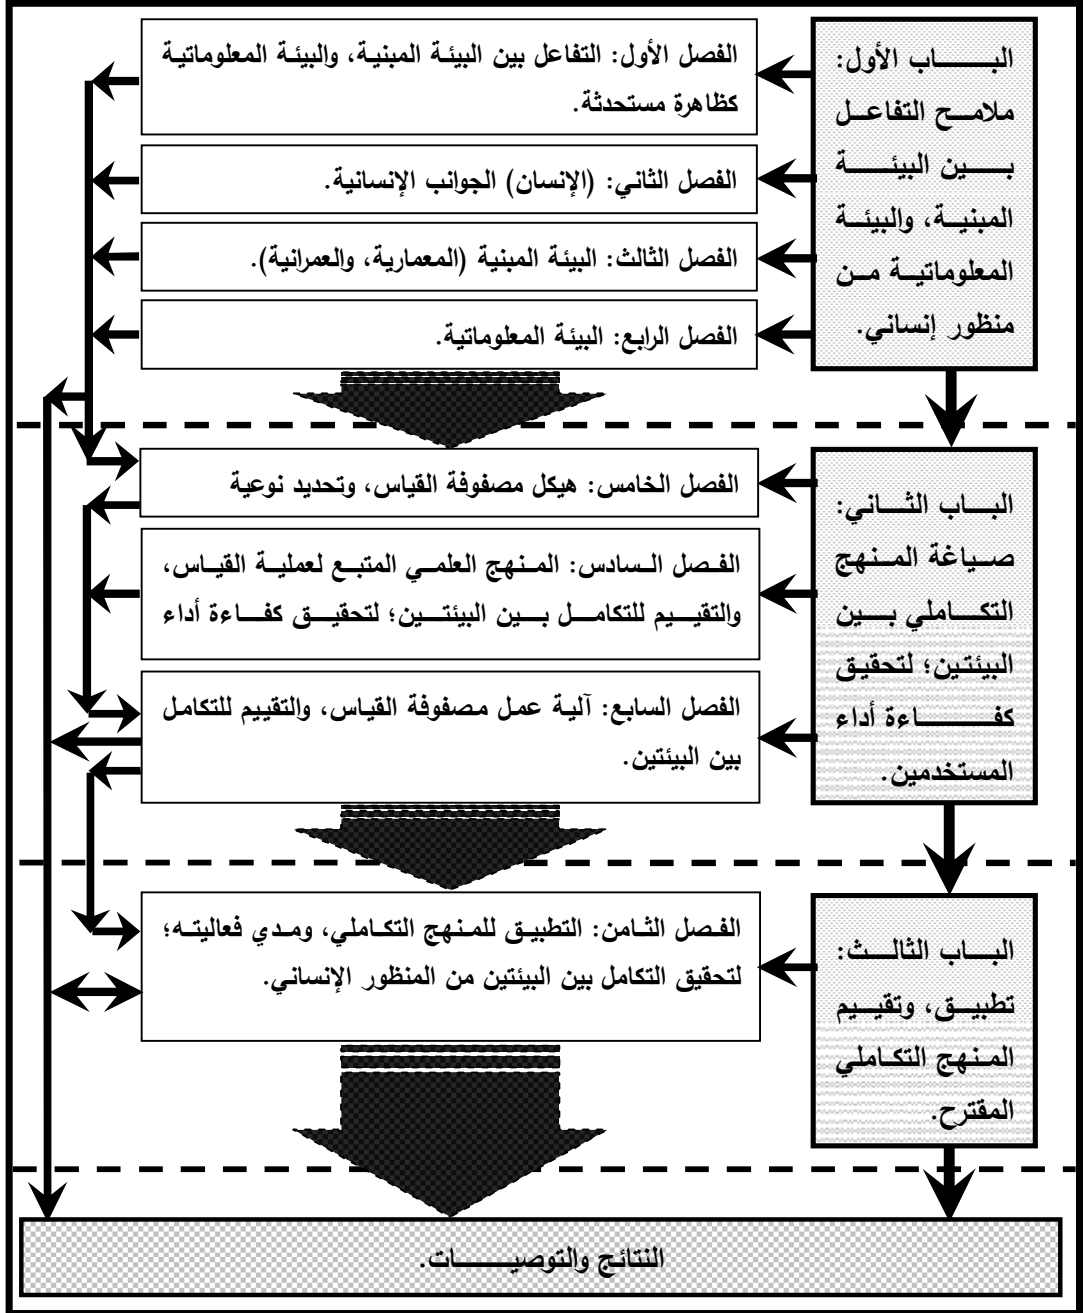 الباب الأول:
ملامح التفاعل
بين البيئة
المبنية، والبيئة
المعلوماتية من
منظور إنساني.
الفصل الأول: التفاعل بين البيئة المبنية، والبيئة المعلوماتية
كظاهرة مستحدثة.
الفصل الثاني: (الإنسان) الجوانب الإنسانية.
الفصل الثالث: البيئة المبنية (المعمارية، والعمرانية).
الفصل الرابع: البيئة المعلوماتية.
الباب الثاني:
صياغة المنهج
التكاملي بين
البيئتين؛ لتحقيق
كفاءة أداء
المستخدمين.
الفصل الخامس: هيكل مصفوفة القياس، وتحديد نوعية
الفصل السادس: المنهج العلمي المتبع لعملية القياس،
والتقييم للتكامل بين البيئتين؛ لتحقيق كفاءة أداء
الفصل السابع: آلية عمل مصفوفة القياس، والتقييم للتكامل
بين البيئتين.
الباب الثالث:
تطبيق، وتقييم
المنهج التكاملي
المقترح.
الفصل الثامن: التطبيق للمنهج التكاملي، ومدي فعاليته؛
لتحقيق التكامل بين البيئتين من المنظور الإنساني.
النتائج والتوصيات.